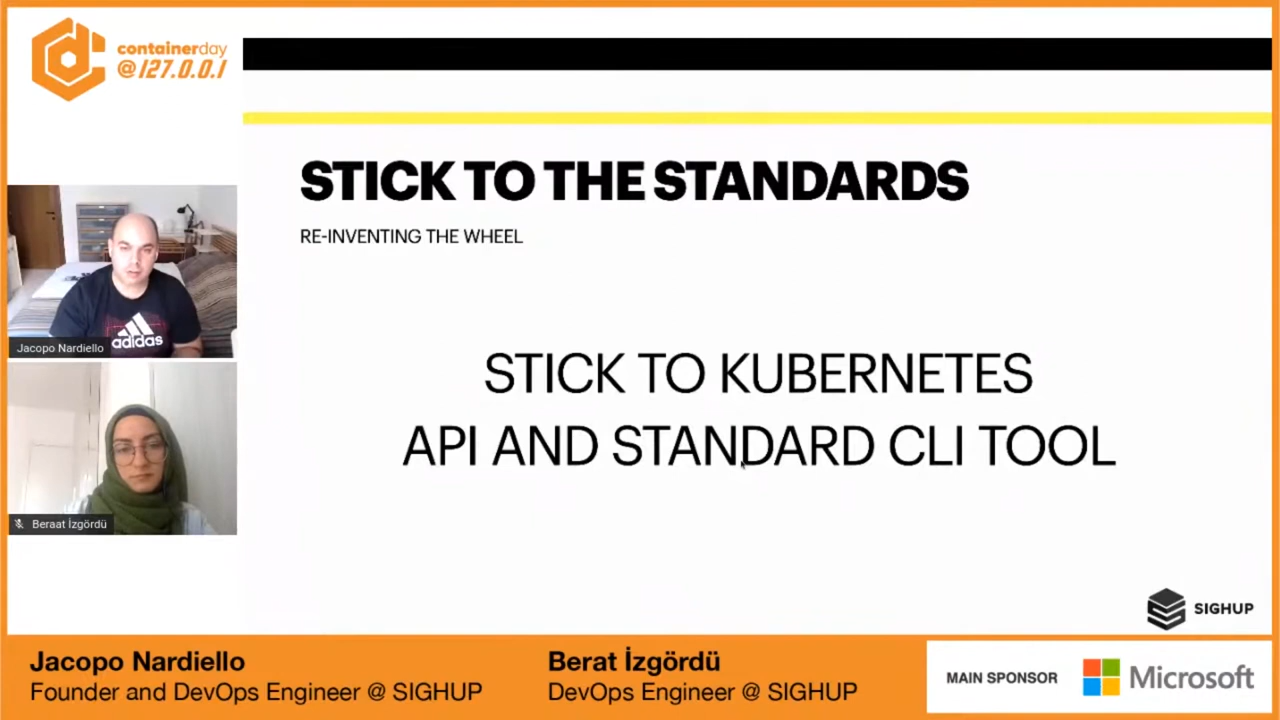 containerday
@127.0.0.1
STICK TO THE STANDARDS
RE-INVENTING THE WHEEL
STICK TO KUBERNETES
API AND STANDARD CLI TOOL
adidas
Jacopo Nardiello
Beraat İzgördü
SIGHUP
Jacopo Nardiello
Founder and DevOps Engineer @ SIGHUP
Berat İzgördü
DevOps Engineer @ SIGHUP
MAIN SPONSOR
Microsoft